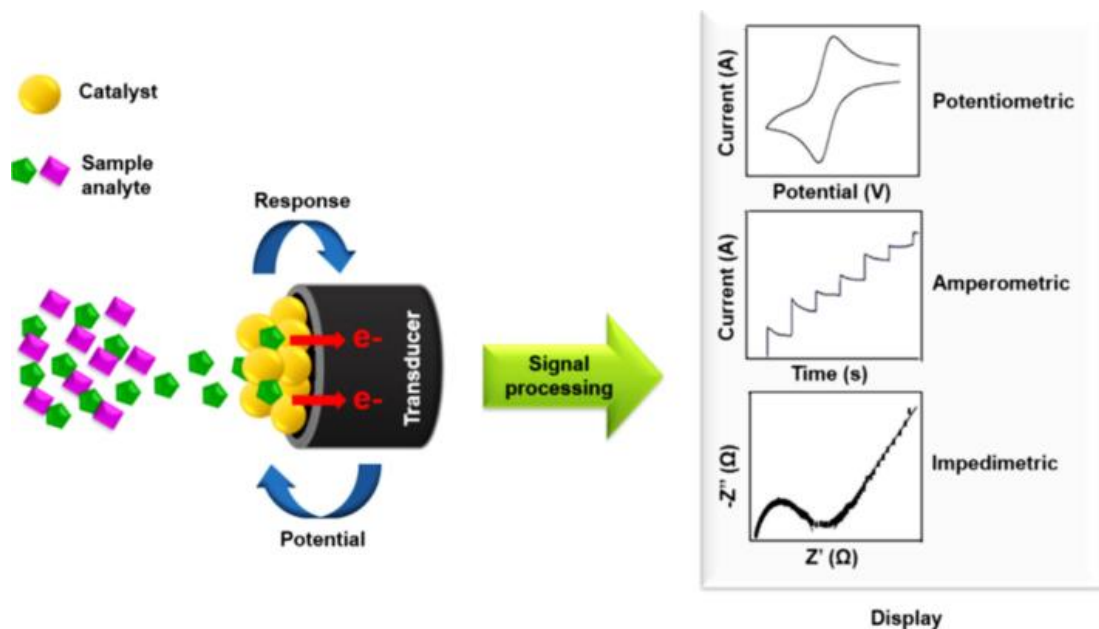 Catalyst
Sample
analyte
Response
e-
e-
Transducer
Potential
Signal
processing
Current (A)
Potential (V)
Potentiometric
Current (A)
Time (s)
Amperometric
-Z'' (Ω)
Z' (Ω)
Impedimetric
Display